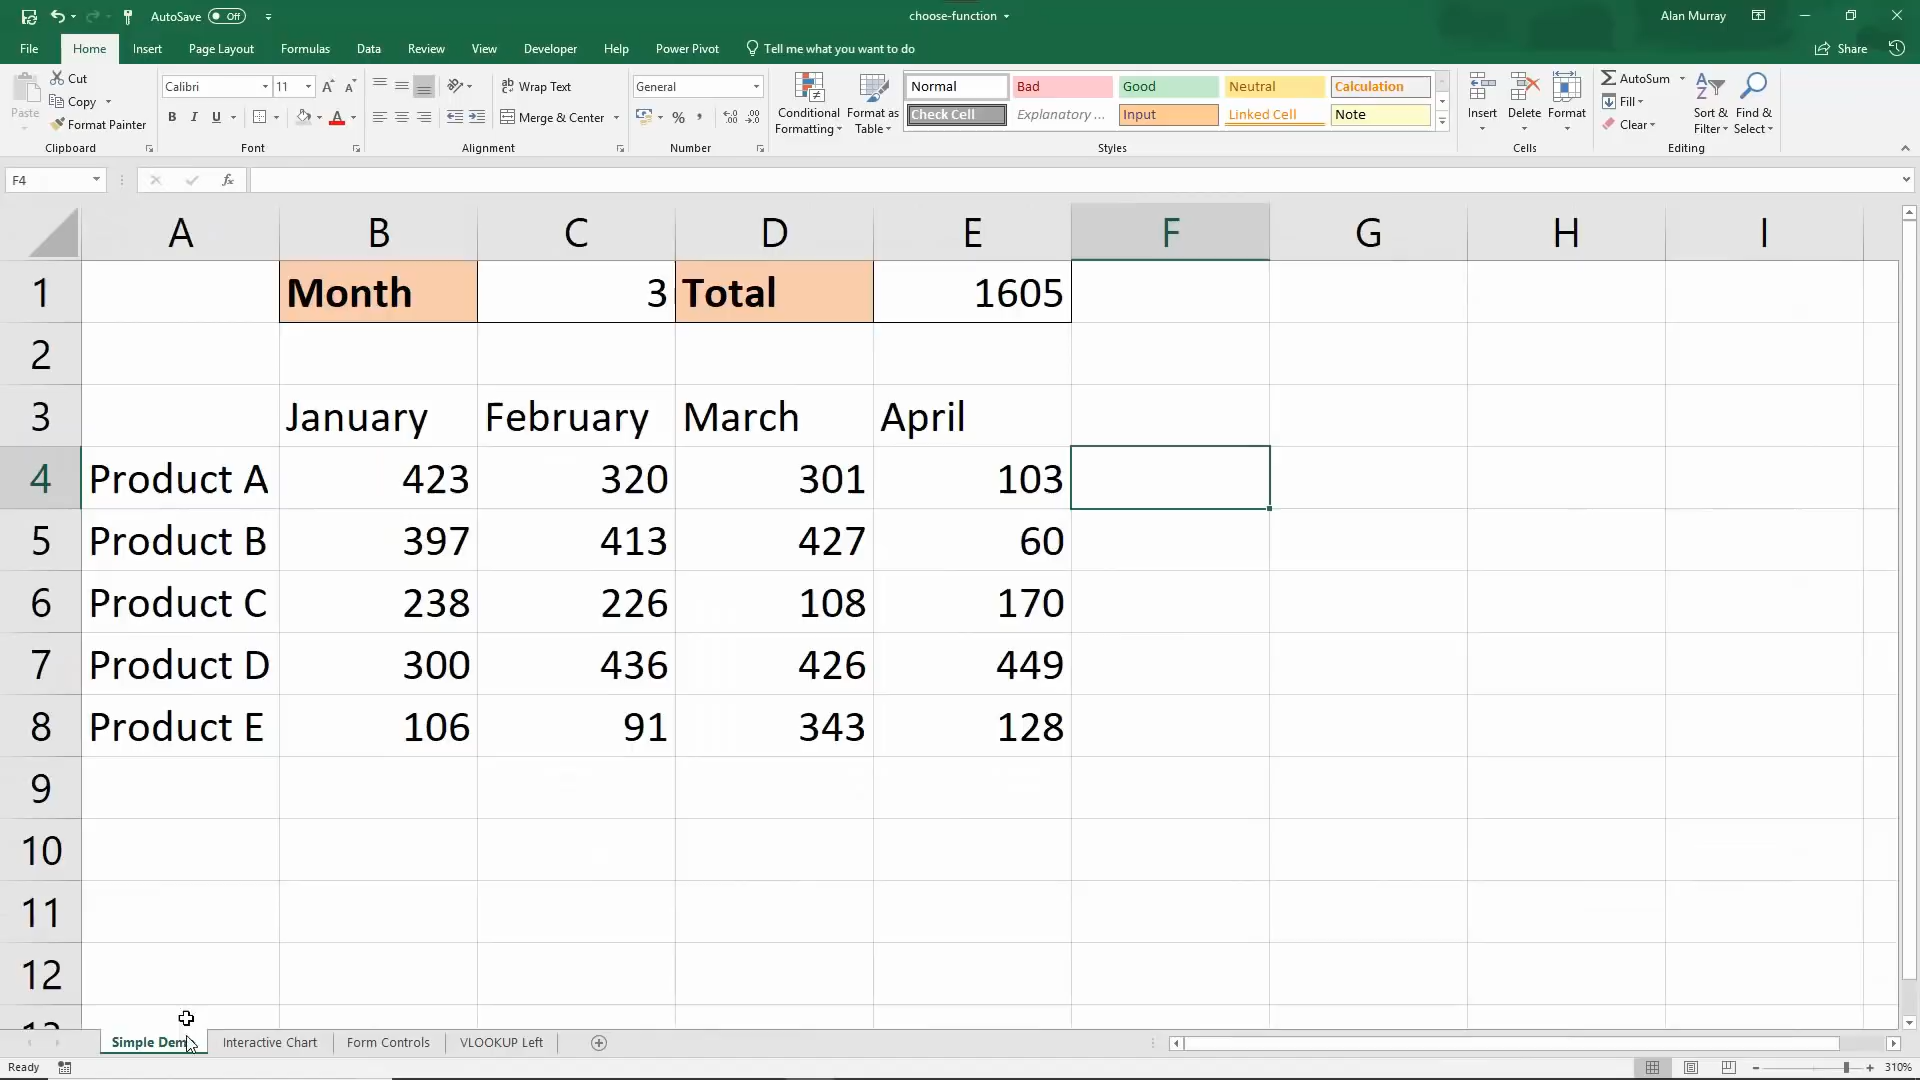 AutoSave Off choose-function Alan Murray
File Home Insert Page Layout Formulas Data Review View Developer Help Power Pivot Tell me what you want to do Share
Paste Cut Copy Format Painter Clipboard
Calibri 11 A A B I U A Font
Wrap Text Merge & Center Alignment
General % , Number
Conditional Formatting Format as Table
Normal Bad Good Neutral Calculation
Check Cell Explanatory ... Input Linked Cell Note
Styles
Insert Delete Format Cells
AutoSum Fill Clear Sort & Filter Find & Select Editing
F4 fx
A B C D E F G H I
1 Month 3 Total 1605
2
3 January February March April
4 Product A 423 320 301 103
5 Product B 397 413 427 60
6 Product C 238 226 108 170
7 Product D 300 436 426 449
8 Product E 106 91 343 128
9
10
11
12
Interactive Chart Form Controls VLOOKUP Left
Simple Dem
Ready 310%